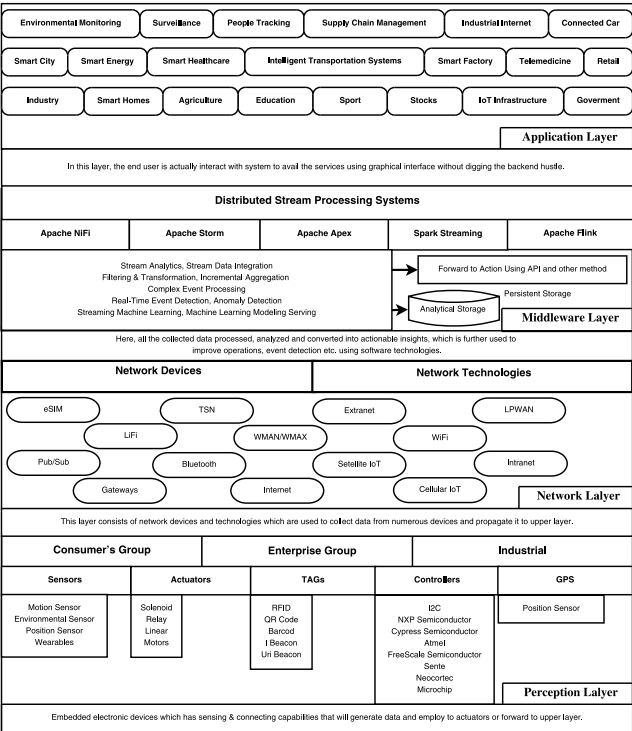 Environmental Monitoring
Surveillance
People Tracking
Supply Chain Management
Industrial Internet
Connected Car
Smart City
Smart Energy
Smart Healthcare
Intelligent Transportation Systems
Smart Factory
Telemedicine
Retail
Industry
Smart Homes
Agriculture
Education
Sport
Stocks
IoT Infrastructure
Goverment
Application Layer
In this layer, the end user is actually interact with system to avail the services using graphical interface without digging the backend hustle.
Distributed Stream Processing Systems
Apache NiFi
Apache Storm
Apache Apex
Spark Streaming
Apache Flink
Stream Analytics, Stream Data Integration
Filtering & Transformation, Incremental Aggregation
Complex Event Processing
Real-Time Event Detection, Anomaly Detection
Streaming Machine Learning, Machine Learning Modeling Serving
Forward to Action Using API and other method
Persistent Storage
Analytical Storage
Middleware Layer
Here, all the collected data processed, analyzed and converted into actionable insights, which is further used to
improve operations, event detection etc. using software technologies.
Network Devices
Network Technologies
eSIM
TSN
Extranet
LPWAN
LiFi
WMAN/WMAX
WiFi
Pub/Sub
Bluetooth
Setellite IoT
Intranet
Gateways
Internet
Cellular IoT
Network Lalyer
This layer consists of network devices and technologies which are used to collect data from numerous devices and propagate it to upper layer.
Consumer's Group
Enterprise Group
Industrial
Sensors
Actuators
TAGs
Controllers
GPS
Motion Sensor
Environmental Sensor
Position Sensor
Wearables
Solenoid
Relay
Linear
Motors
RFID
QR Code
Barcod
I Beacon
Uri Beacon
I2C
NXP Semiconductor
Cypress Semiconductor
Atmel
FreeScale Semiconductor
Sente
Neocortec
Microchip
Position Sensor
Perception Lalyer
Embedded electronic devices which has sensing & connecting capabilities that will generate data and employ to actuators or forward to upper layer.